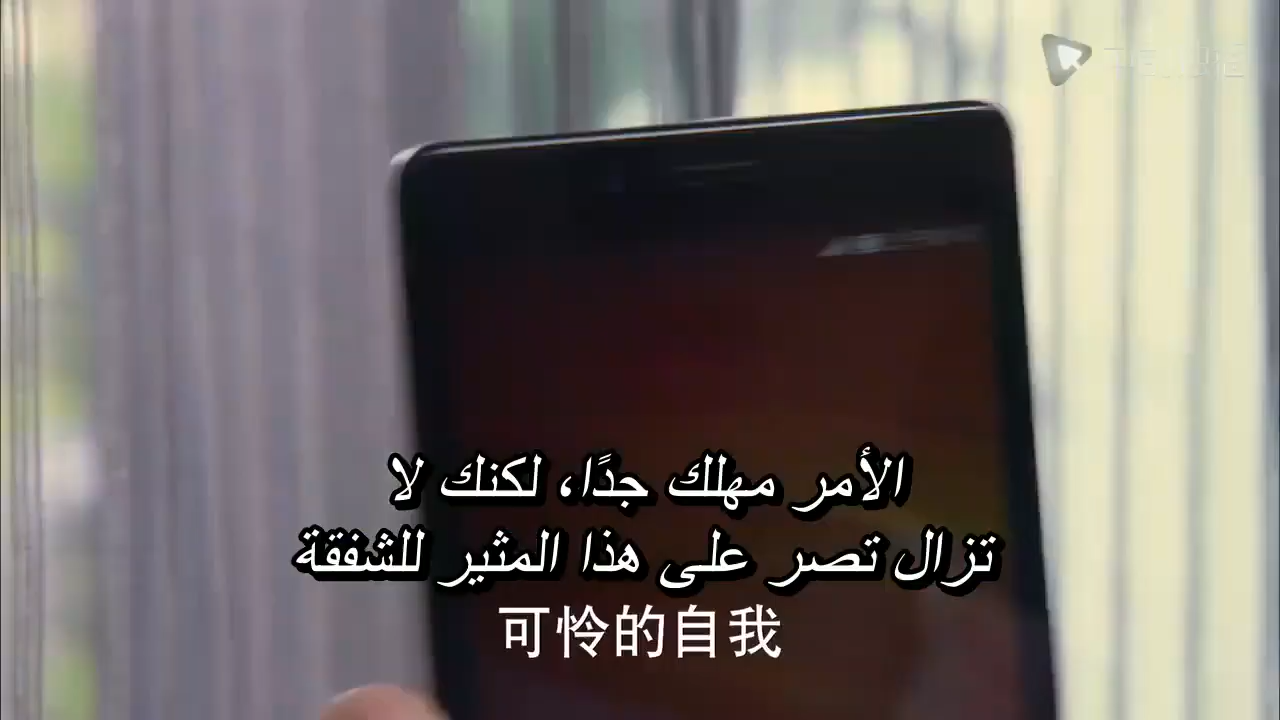 الأمر مهلك جدًا، لكنك لا
تزال تصر على هذا المثير للشفقة
可怜的自我